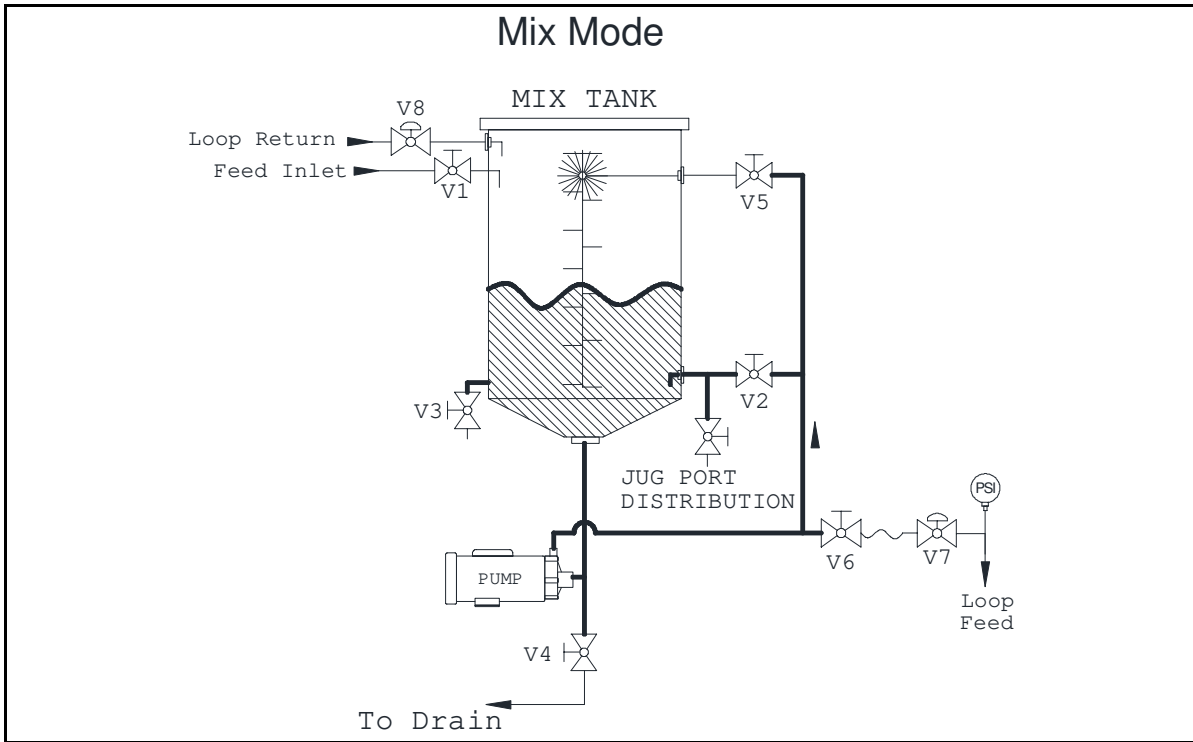 Mix Mode
MIX TANK
V8
Loop Return
Feed Inlet
V1
V5
V2
V3
JUG PORT
DISTRIBUTION
PSI
V6
V7
PUMP
Loop
Feed
V4
To Drain